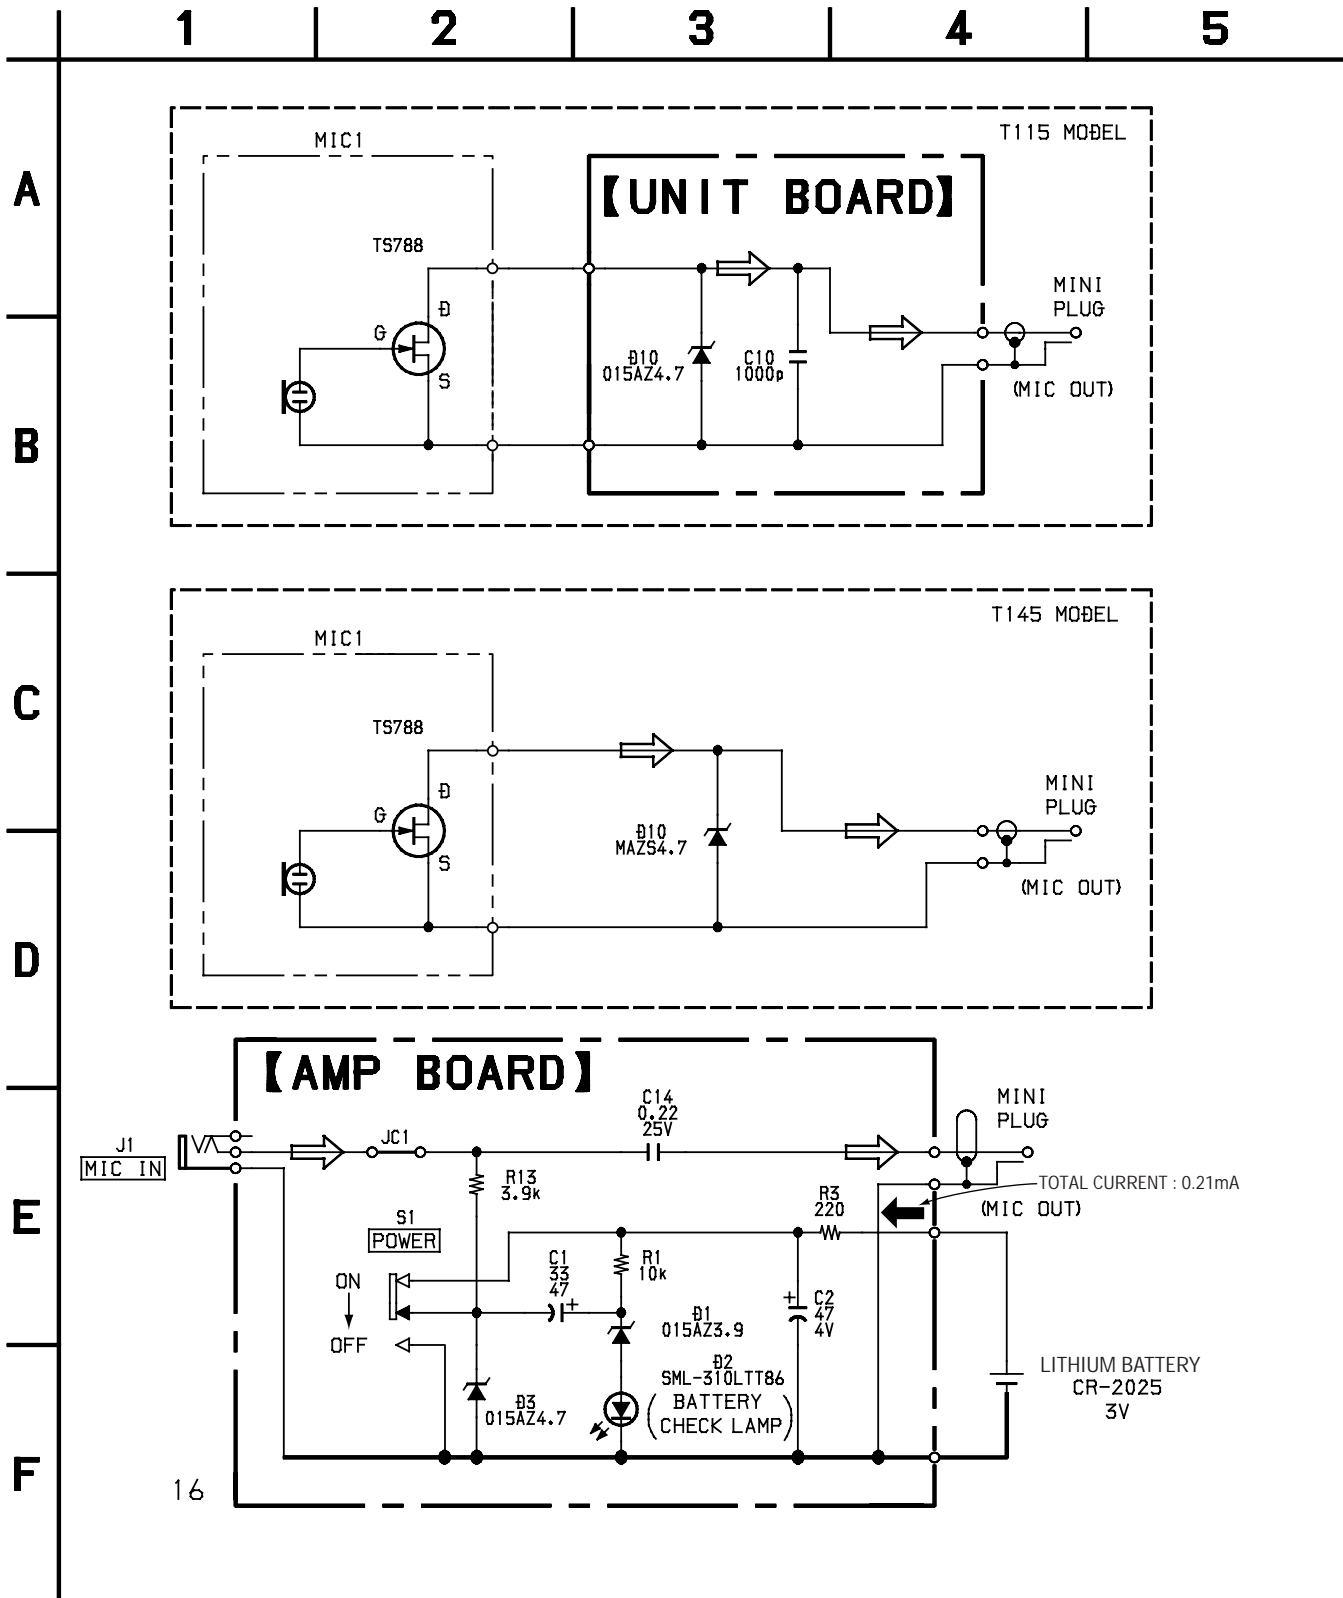 1 2 3 4 5
A
B
C
D
E
F
T115 MODEL
MIC1
【UNIT BOARD】
TS788
D
G
S
D10
015AZ4.7
C10
1000p
MINI
PLUG
(MIC OUT)
T145 MODEL
MIC1
TS788
D
G
S
D10
MAZS4.7
MINI
PLUG
(MIC OUT)
【AMP BOARD】
J1
MIC IN
JC1
C14
0.22
25V
MINI
PLUG
R13
3.9k
TOTAL CURRENT : 0.21mA
(MIC OUT)
R3
220
S1
POWER
ON
OFF
C1
33
47
+
R1
10k
D1
015AZ3.9
+
C2
47
4V
D2
SML-310LTT86
(BATTERY
CHECK LAMP)
D3
015AZ4.7
LITHIUM BATTERY
CR-2025
3V
16